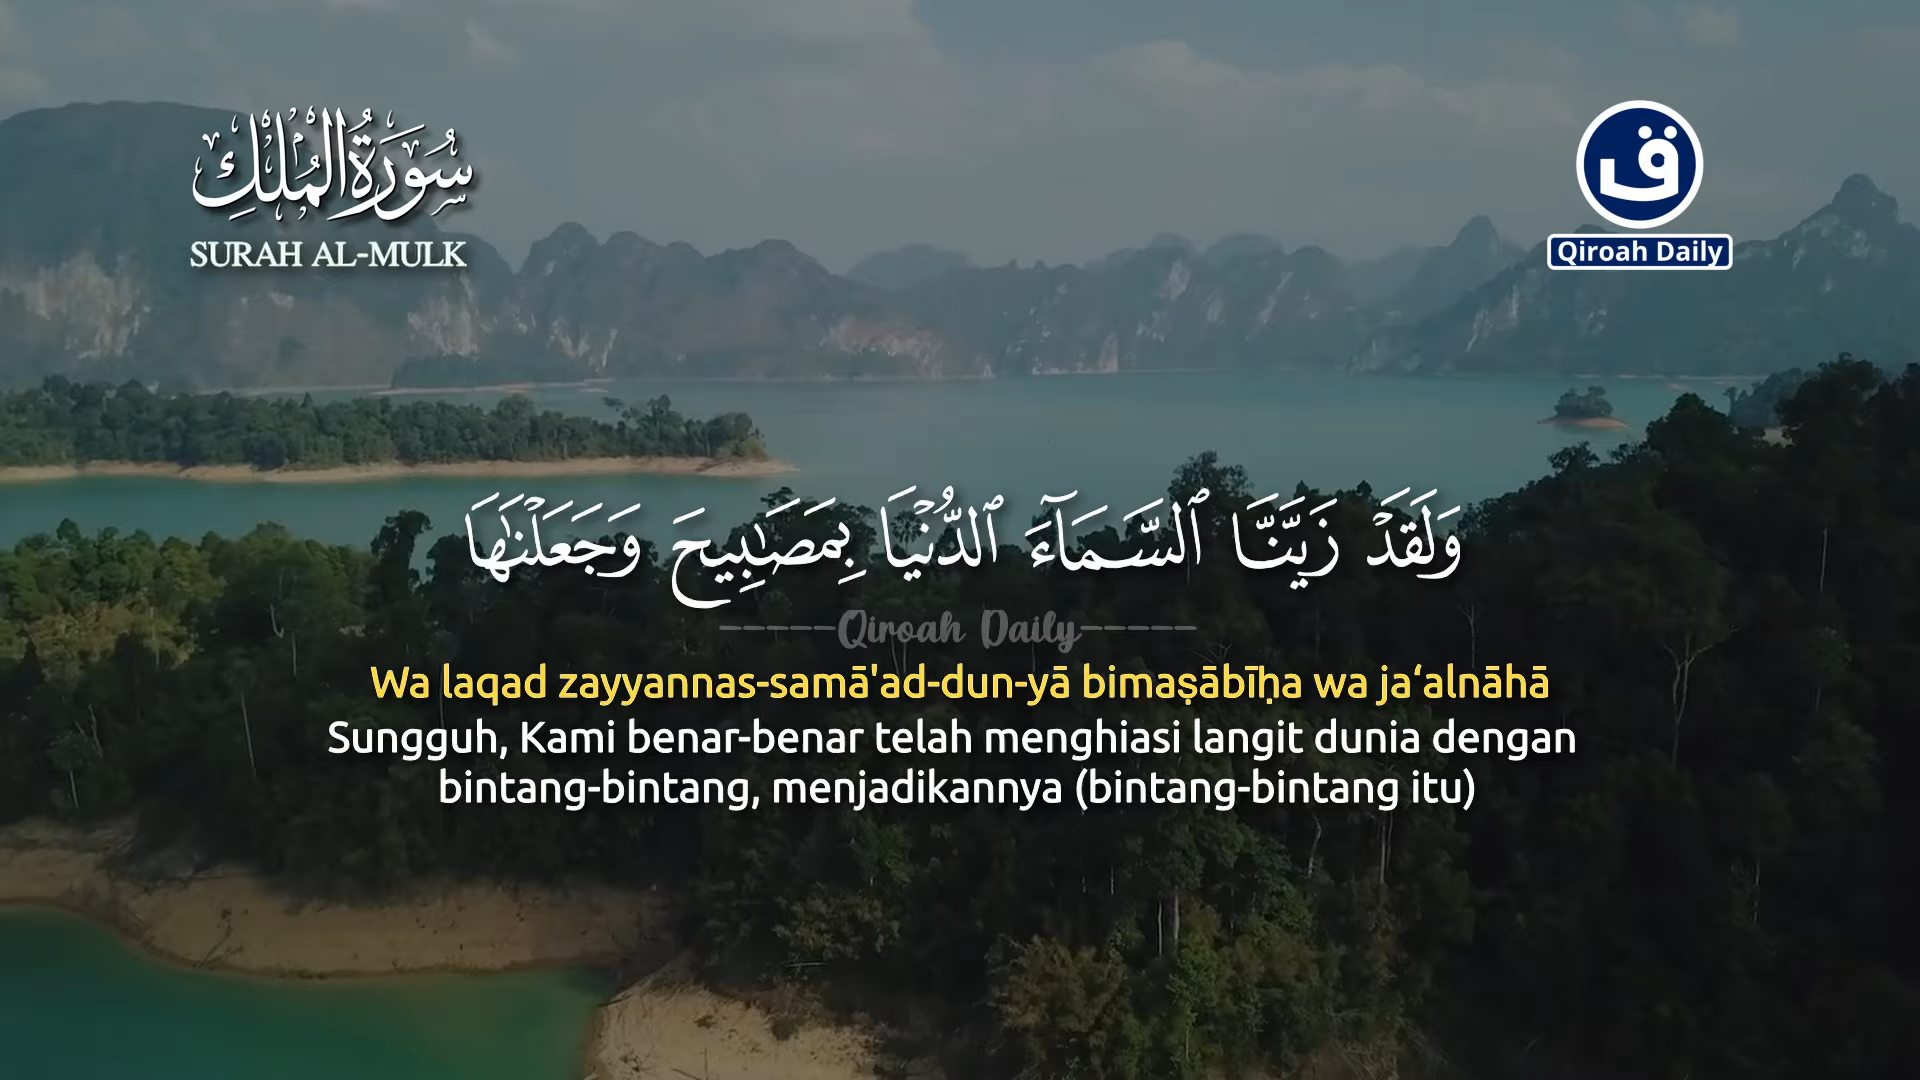 سُورَةُ الْمُلْكِ
SURAH AL-MULK
ق
Qiroah Daily
وَلَقَدْ زَيَّنَّا ٱلسَّمَآءَ ٱلدُّنْيَا بِمَصَٰبِيحَ وَجَعَلْنَٰهَا
-----Qiroah Daily-----
Wa laqad zayyannas-samā'ad-dun-yā bimaṣābīḥa wa ja‘alnāhā
Sungguh, Kami benar-benar telah menghiasi langit dunia dengan
bintang-bintang, menjadikannya (bintang-bintang itu)